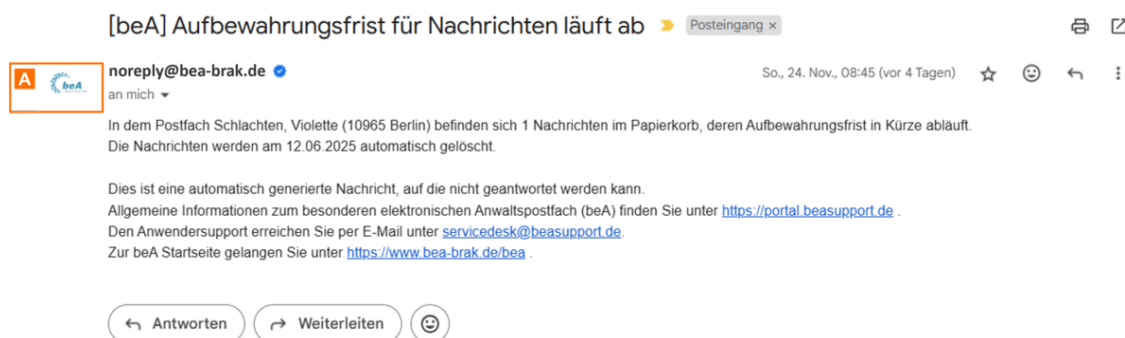 [beA] Aufbewahrungsfrist für Nachrichten läuft ab Posteingang ×
A beA noreply@bea-brak.de So., 24. Nov., 08:45 (vor 4 Tagen)
an mich
In dem Postfach Schlachten, Violette (10965 Berlin) befinden sich 1 Nachrichten im Papierkorb, deren Aufbewahrungsfrist in Kürze abläuft.
Die Nachrichten werden am 12.06.2025 automatisch gelöscht.
Dies ist eine automatisch generierte Nachricht, auf die nicht geantwortet werden kann.
Allgemeine Informationen zum besonderen elektronischen Anwaltspostfach (beA) finden Sie unter https://portal.beasupport.de .
Den Anwendersupport erreichen Sie per E-Mail unter servicedesk@beasupport.de.
Zur beA Startseite gelangen Sie unter https://www.bea-brak.de/bea .
Antworten Weiterleiten